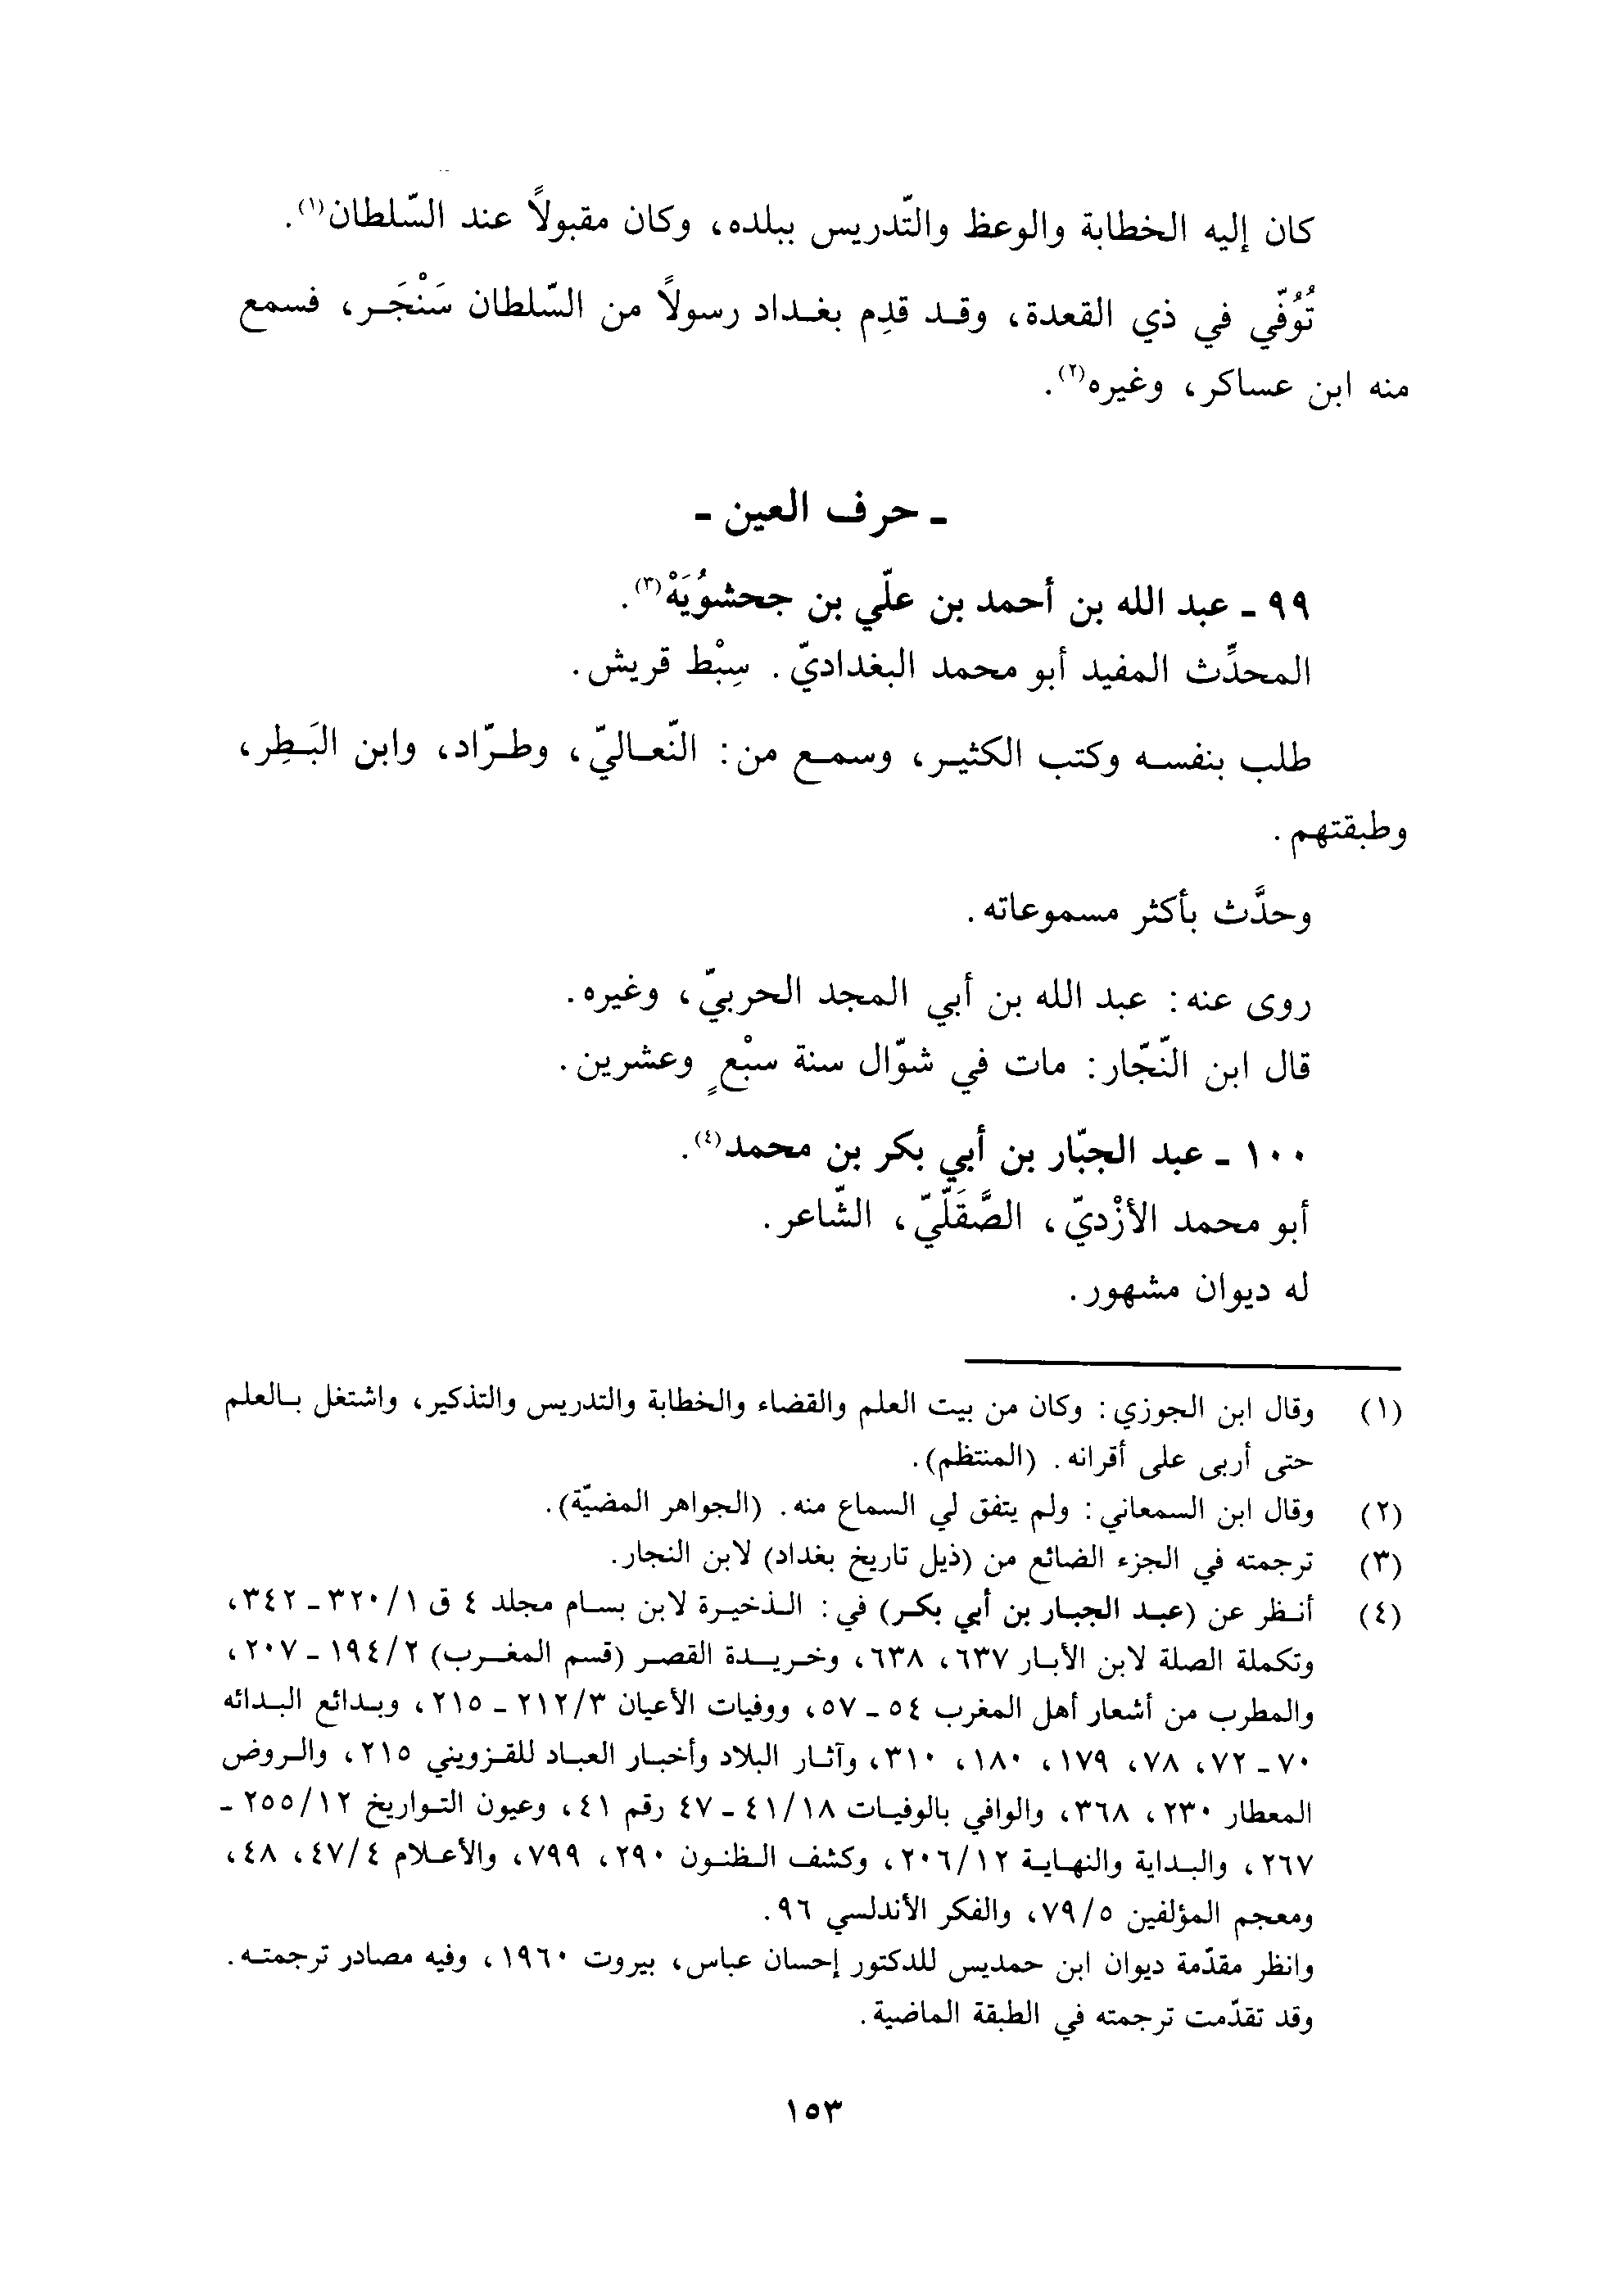 كان إليه الخطابة والوعظ والتّدريس ببلده، وكان مقبولاً عند السّلطان(١).
تُوُفّي في ذي القعدة، وقد قدِم بغداد رسولاً من السّلطان سَنْجَر، فسمع
منه ابن عساكر، وغيره(٢).
ـ حرف العين ـ
٩٩ ـ عبد الله بن أحمد بن علّي بن جحشوُيَهْ(٣).
المحدِّث المفيد أبو محمد البغداديّ. سِبْط قريش.
طلب بنفسه وكتب الكثير، وسمع من: النّعاليّ، وطرّاد، وابن البَطِر،
وطبقتهم.
وحدَّث بأكثر مسموعاته.
روى عنه: عبد الله بن أبي المجد الحربيّ، وغيره.
قال ابن النّجّار: مات في شوّال سنة سبْعٍ وعشرين.
١٠٠ ـ عبد الجبّار بن أبي بكر بن محمد(٤).
أبو محمد الأزْديّ، الصَّقَلّيّ، الشّاعر.
له ديوان مشهور.
(١) وقال ابن الجوزي: وكان من بيت العلم والقضاء والخطابة والتدريس والتذكير، واشتغل بالعلم
حتى أربى على أقرانه. (المنتظم).
(٢) وقال ابن السمعاني: ولم يتفق لي السماع منه. (الجواهر المضيّة).
(٣) ترجمته في الجزء الضائع من (ذيل تاريخ بغداد) لابن النجار.
(٤) أنظر عن (عبد الجبار بن أبي بكر) في: الذخيرة لابن بسام مجلد ٤ ق ١/٣٢٠ ـ ٣٤٢،
وتكملة الصلة لابن الأبار ٦٣٧، ٦٣٨، وخريدة القصر (قسم المغرب) ٢/١٩٤ ـ ٢٠٧،
والمطرب من أشعار أهل المغرب ٥٤ ـ ٥٧، ووفيات الأعيان ٣/٢١٢ ـ ٢١٥، وبدائع البدائه
٧٠ ـ ٧٢، ٧٨، ١٧٩، ١٨٠، ٣١٠، وآثار البلاد وأخبار العباد للقزويني ٢١٥، والروض
المعطار ٢٣٠، ٣٦٨، والوافي بالوفيات ١٨/٤١ ـ ٤٧ رقم ٤١، وعيون التواريخ ١٢/٢٥٥ ـ
٢٦٧، والبداية والنهاية ١٢/٢٠٦، وكشف الظنون ٢٩٠، ٧٩٩، والأعلام ٤/٤٧، ٤٨،
ومعجم المؤلفين ٥/٧٩، والفكر الأندلسي ٩٦.
وانظر مقدّمة ديوان ابن حمديس للدكتور إحسان عباس، بيروت ١٩٦٠، وفيه مصادر ترجمته.
وقد تقدّمت ترجمته في الطبقة الماضية.
١٥٣